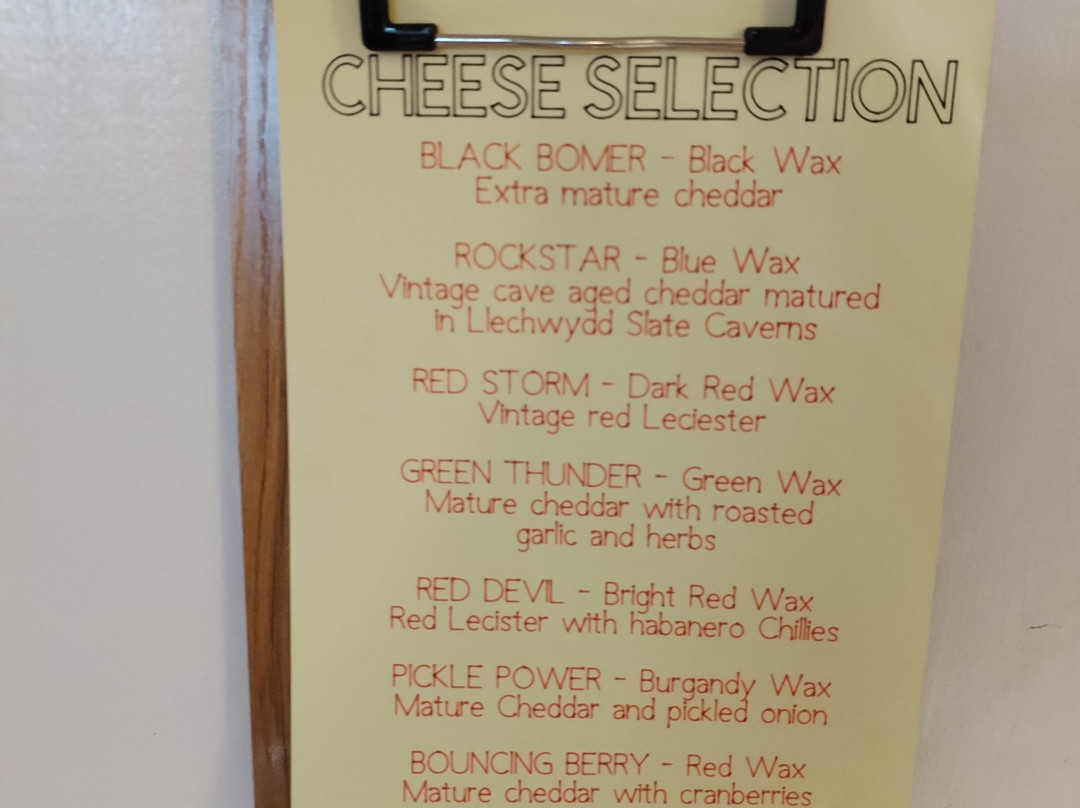 CHEESE SELECTION
BLACK BOMER - Black Wax
Extra mature cheddar
ROCKSTAR - Blue Wax
Vintage cave aged cheddar matured
in Llechwydd Slate Caverns
RED STORM - Dark Red Wax
Vintage red Leciester
GREEN THUNDER - Green Wax
Mature cheddar with roasted
garlic and herbs
RED DEVIL - Bright Red Wax
Red Lecister with habanero Chillies
PICKLE POWER - Burgandy Wax
Mature Cheddar and pickled onion
BOUNCING BERRY - Red Wax
Mature cheddar with cranberries